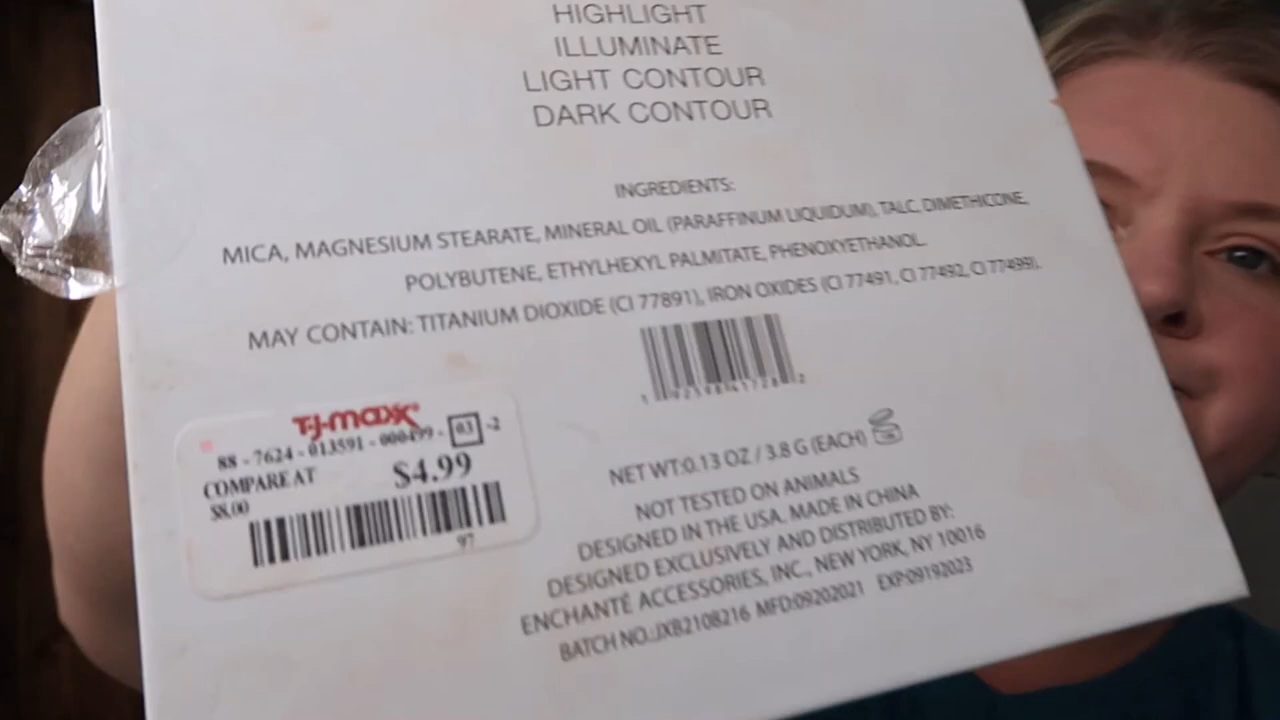 HIGHLIGHT
ILLUMINATE
LIGHT CONTOUR
DARK CONTOUR
INGREDIENTS:
MICA, MAGNESIUM STEARATE, MINERAL OIL (PARAFFINUM LIQUIDUM), TALC, DIMETHICONE,
POLYBUTENE, ETHYLHEXYL PALMITATE, PHENOXYETHANOL.
MAY CONTAIN: TITANIUM DIOXIDE (CI 77891), IRON OXIDES (CI 77491, CI 77492, CI 77499).
T·J·maxx
88 - 7624 - 013591 - 000499 - 03 -2
COMPARE AT $4.99
$8.00
97
NET WT:0.13 OZ / 3.8 G (EACH)
NOT TESTED ON ANIMALS
DESIGNED IN THE USA. MADE IN CHINA
DESIGNED EXCLUSIVELY AND DISTRIBUTED BY:
ENCHANTÉ ACCESSORIES, INC., NEW YORK, NY 10016
BATCH NO.:JXB2108216 MFD:09202021 EXP:09192023